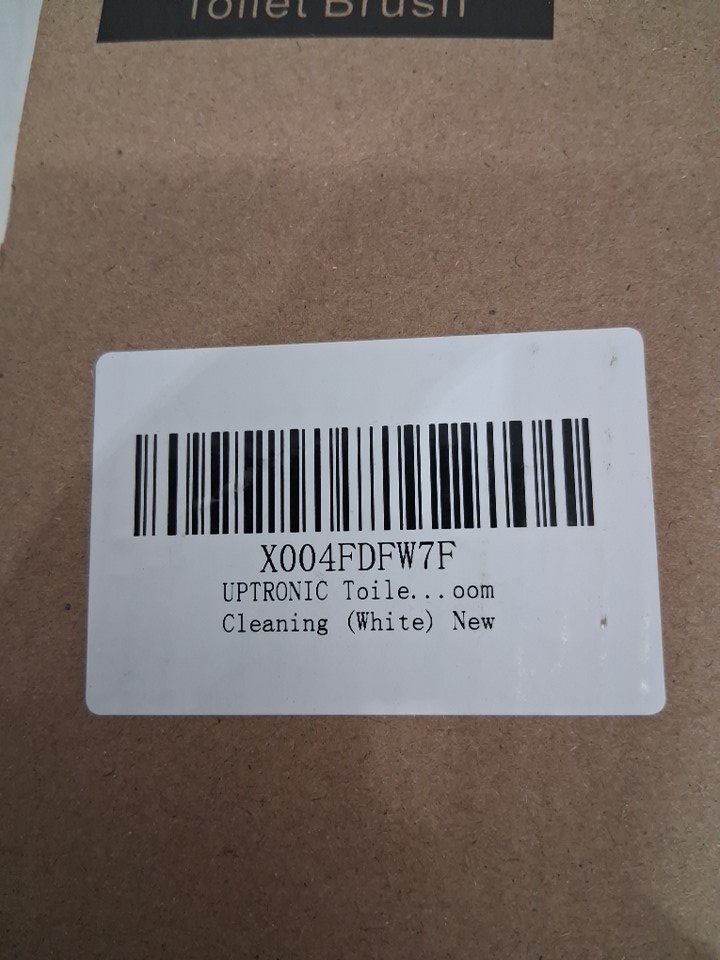 Toilet Brush
X004FDFW7F
UPTRONIC Toile...oom
Cleaning (White) New